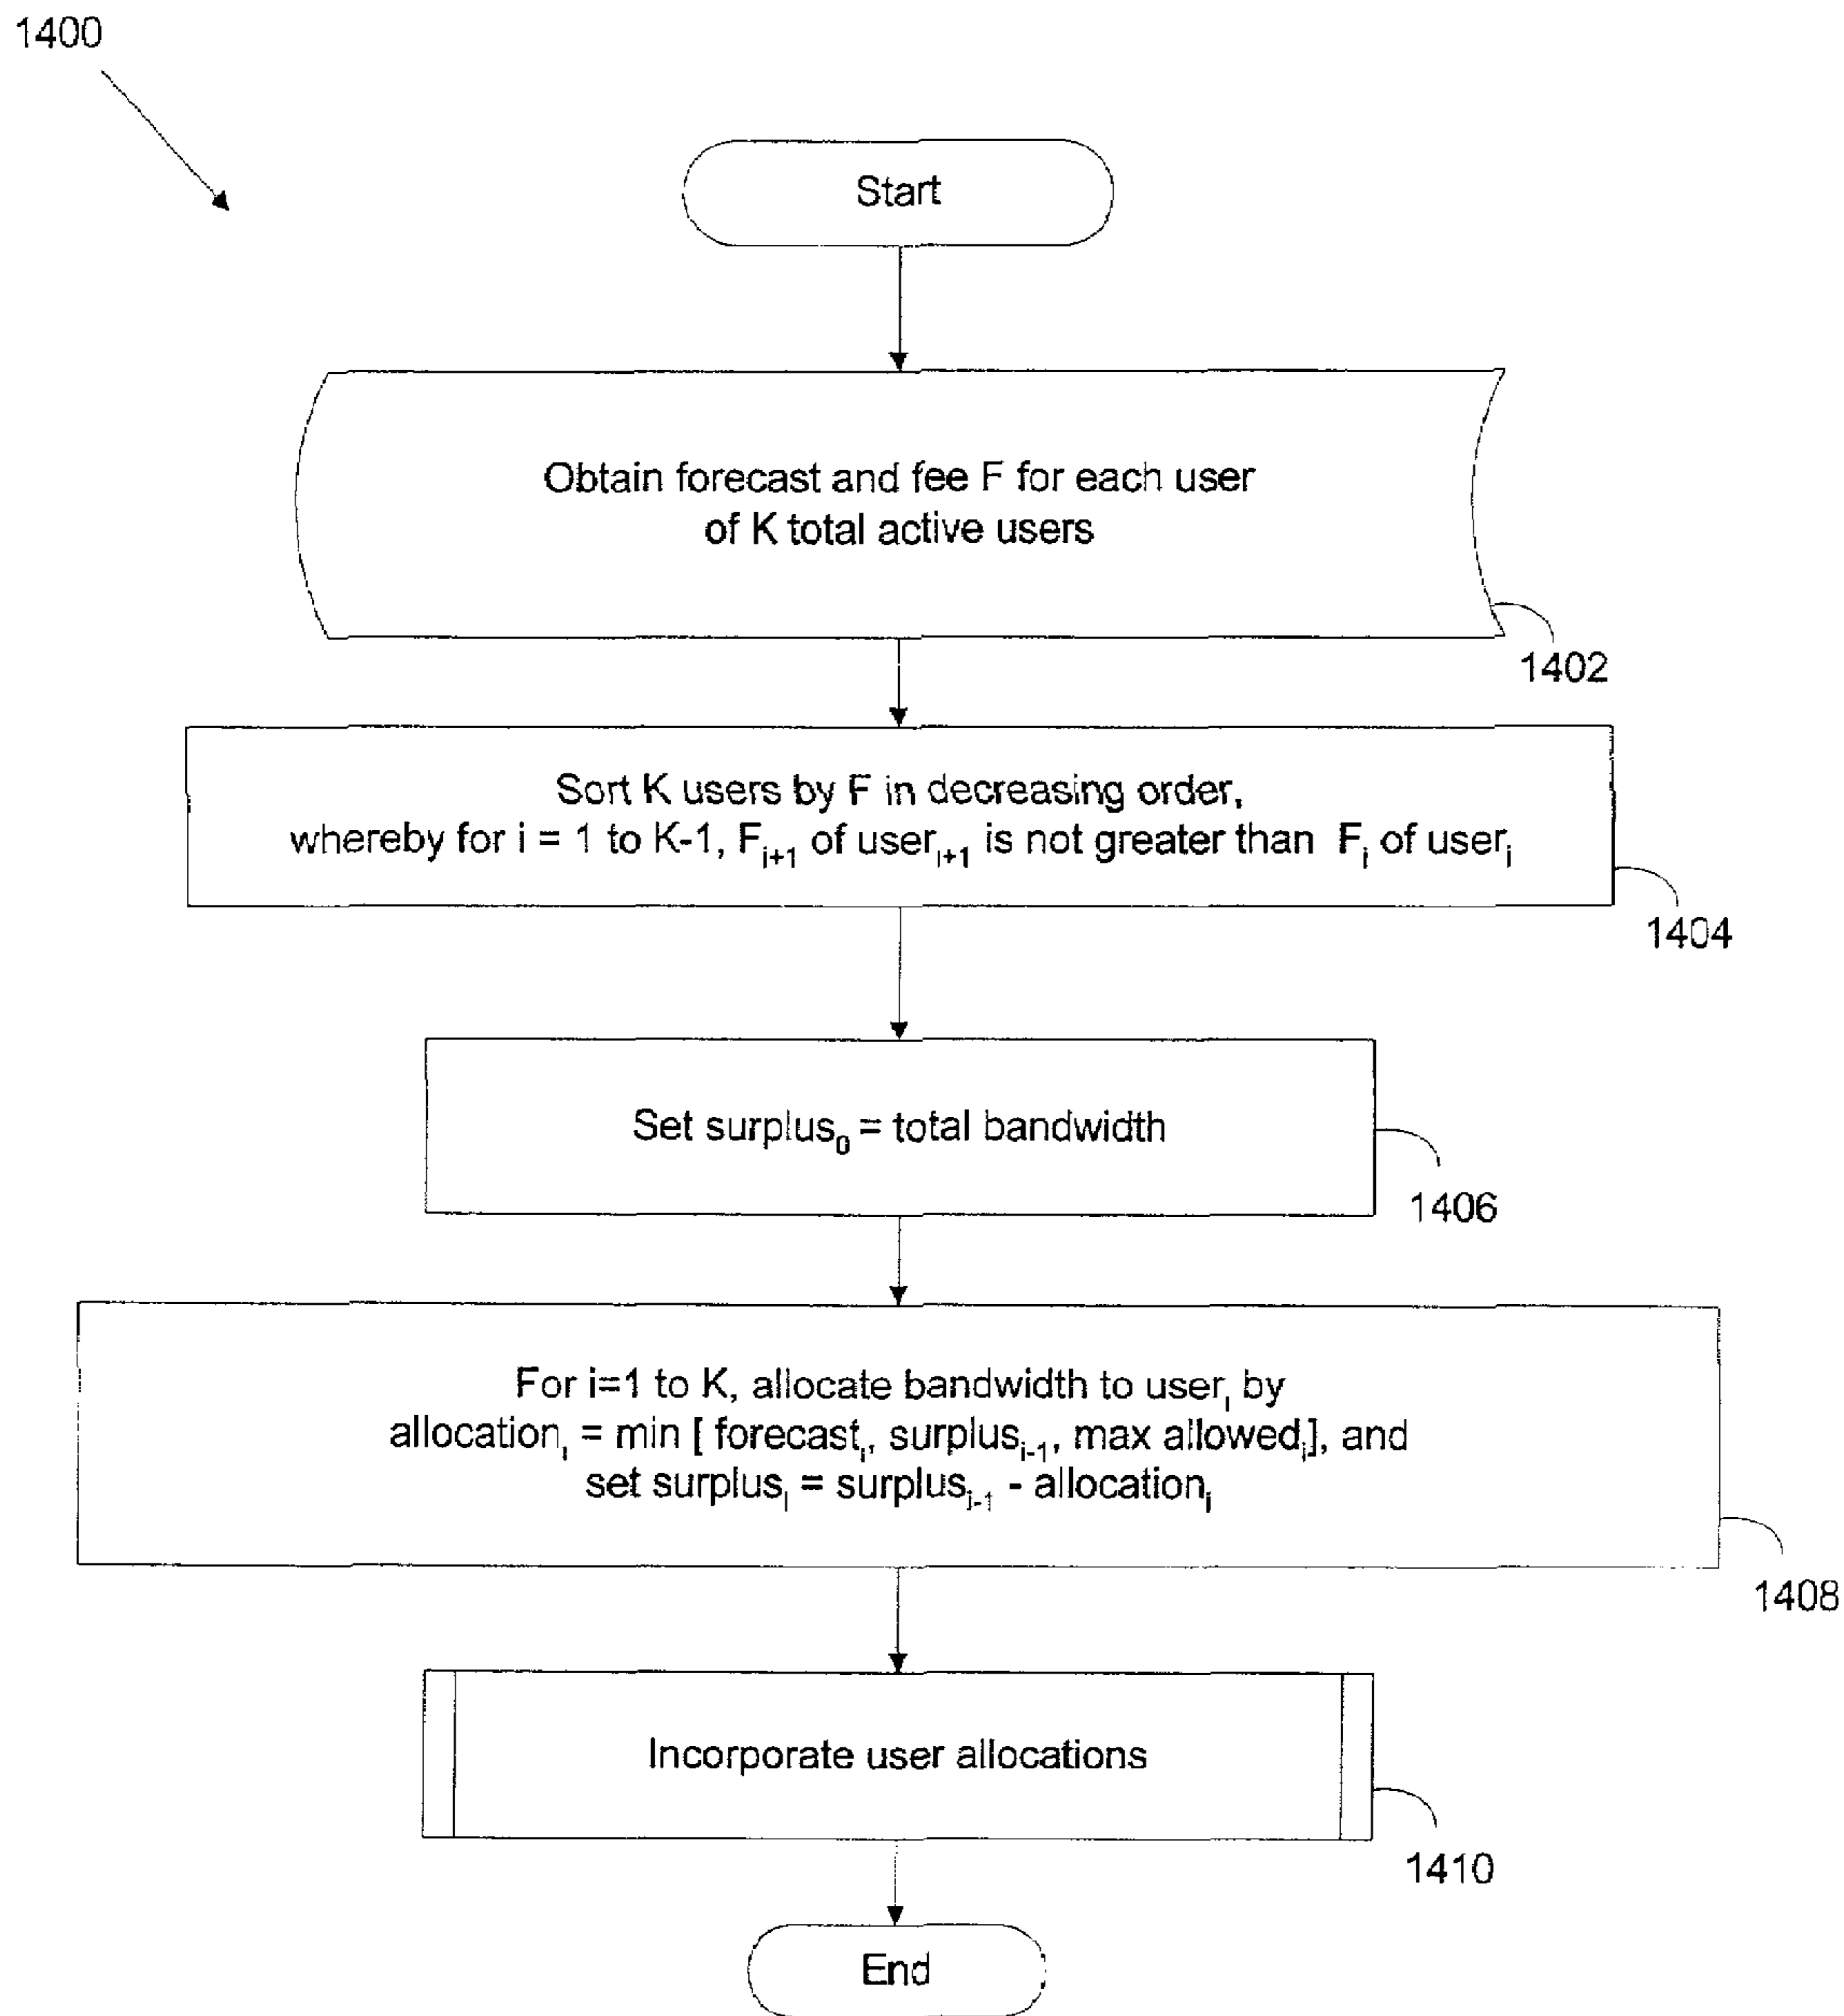 1400
Start
Obtain forecast and fee F for each user
of K total active users
1402
Sort K users by F in decreasing order,
whereby for i = 1 to K-1, Fᵢ₊₁ of userᵢ₊₁ is not greater than Fᵢ of userᵢ
1404
Set surplus₀ = total bandwidth
1406
For i=1 to K, allocate bandwidth to userᵢ by
allocationᵢ = min [ forecastᵢ, surplusᵢ₋₁, max allowedᵢ], and
set surplusᵢ = surplusᵢ₋₁ - allocationᵢ
1408
Incorporate user allocations
1410
End